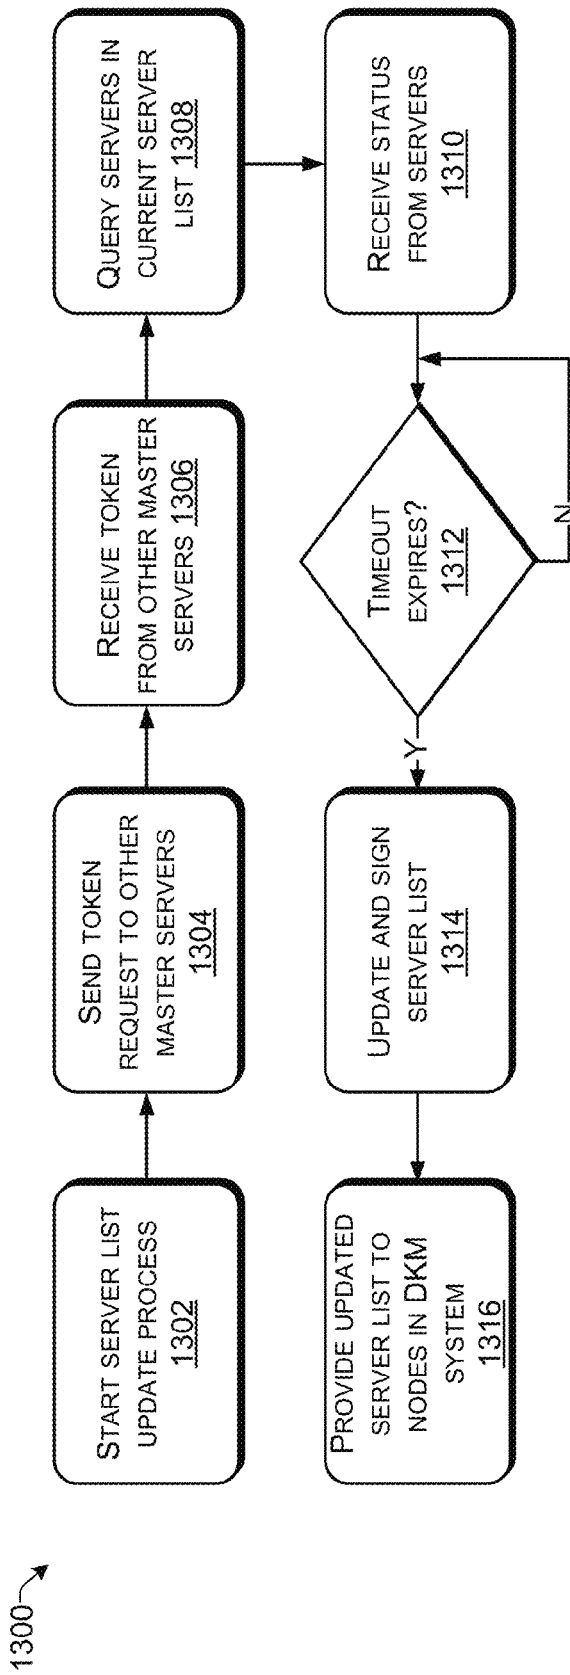 1300
START SERVER LIST
UPDATE PROCESS
1302
SEND TOKEN
REQUEST TO OTHER
MASTER SERVERS
1304
RECEIVE TOKEN
FROM OTHER MASTER
SERVERS 1306
QUERY SERVERS IN
CURRENT SERVER
LIST 1308
RECEIVE STATUS
FROM SERVERS
1310
TIMEOUT
EXPIRES?
1312
N
Y
UPDATE AND SIGN
SERVER LIST
1314
PROVIDE UPDATED
SERVER LIST TO
NODES IN DKM
SYSTEM
1316